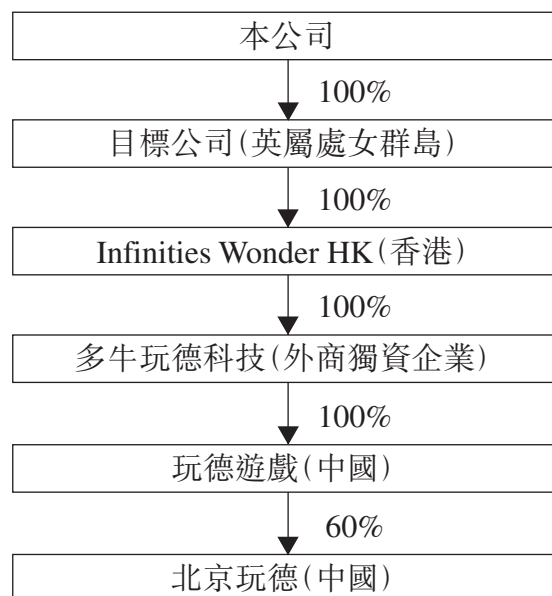 本公司
100%
目標公司(英屬處女群島)
100%
Infinities Wonder HK(香港)
100%
多牛玩德科技(外商獨資企業)
100%
玩德遊戲(中國)
60%
北京玩德(中國)